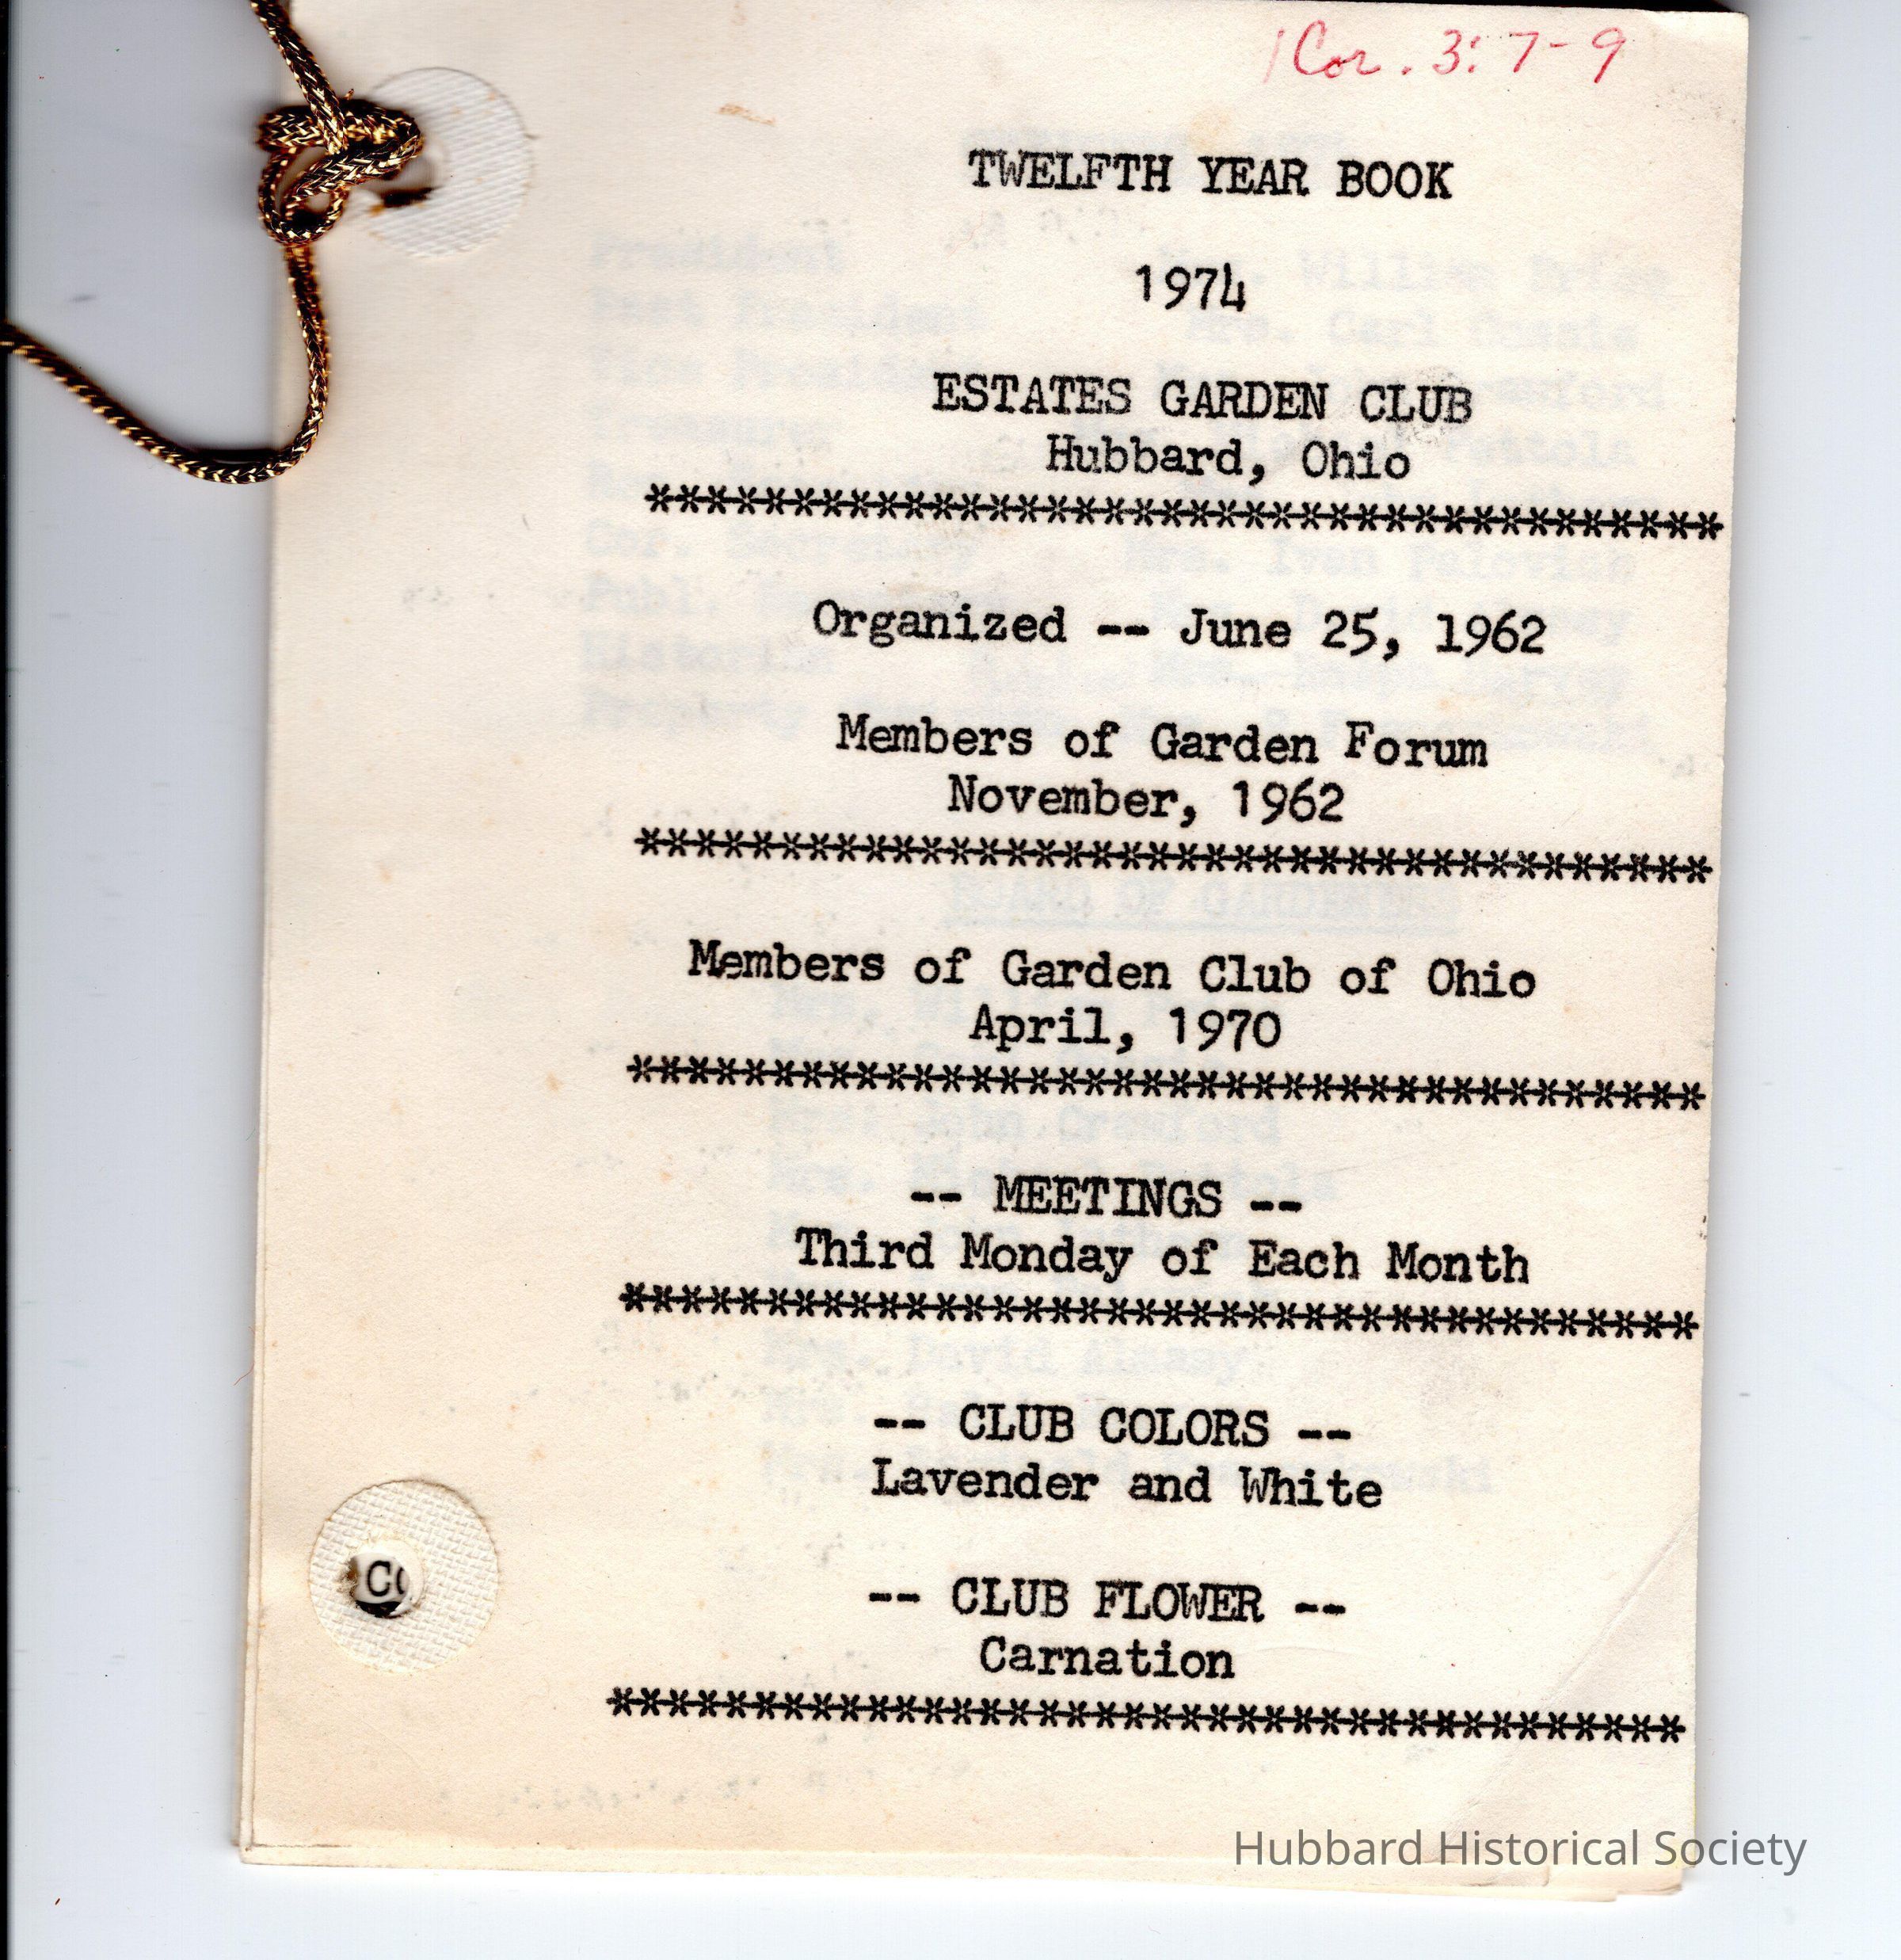 1 Cor. 3:7-9
TWELFTH YEAR BOOK
1974
ESTATES GARDEN CLUB
Hubbard, Ohio
**************************************
Organized -- June 25, 1962
Members of Garden Forum
November, 1962
**************************************
Members of Garden Club of Ohio
April, 1970
**************************************
-- MEETINGS --
Third Monday of Each Month
**************************************
-- CLUB COLORS --
Lavender and White
-- CLUB FLOWER --
Carnation
**************************************
Hubbard Historical Society